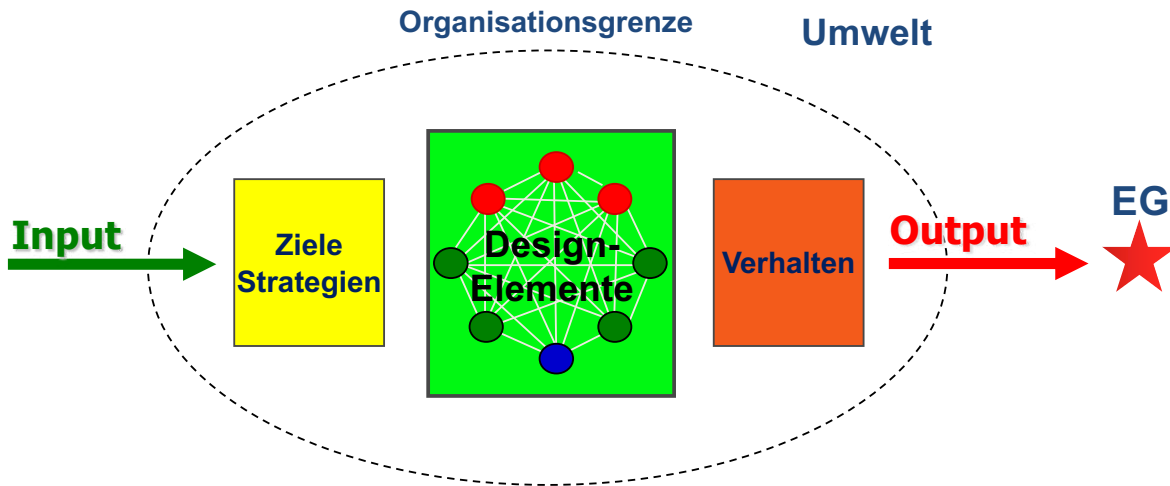 Organisationsgrenze
Umwelt
Input
Ziele
Strategien
Design-
Elemente
Verhalten
Output
EG